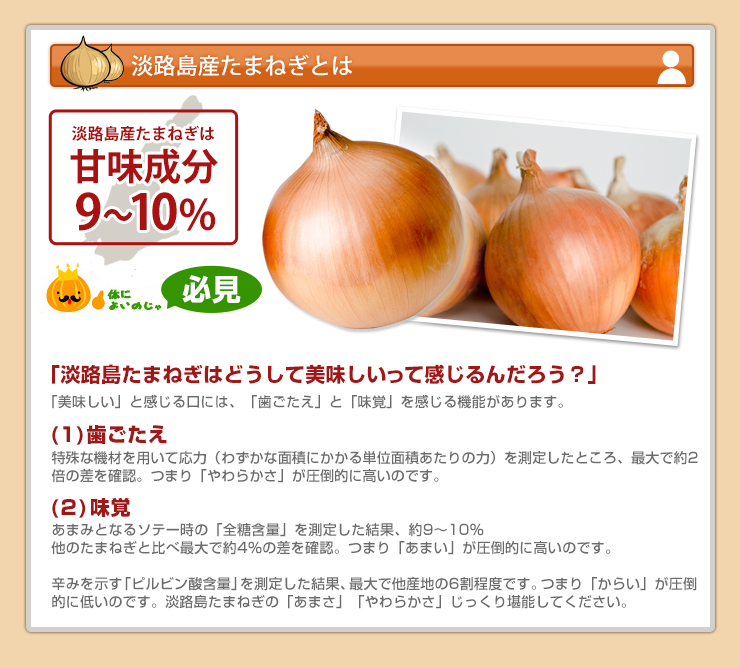 淡路島産たまねぎとは
淡路島産たまねぎは
甘味成分
9〜10%
体に
よいのじゃ
必見
「淡路島たまねぎはどうして美味しいって感じるんだろう？」
「美味しい」と感じる口には、「歯ごたえ」と「味覚」を感じる機能があります。
(1)歯ごたえ
特殊な機材を用いて応力（わずかな面積にかかる単位面積あたりの力）を測定したところ、最大で約2
倍の差を確認。つまり「やわらかさ」が圧倒的に高いのです。
(2)味覚
あまみとなるソテー時の「全糖含量」を測定した結果、約9〜10%
他のたまねぎと比べ最大で約4%の差を確認。つまり「あまい」が圧倒的に高いのです。
辛みを示す「ピルビン酸含量」を測定した結果、最大で他産地の6割程度です。つまり「からい」が圧倒
的に低いのです。淡路島たまねぎの「あまさ」「やわらかさ」じっくり堪能してください。